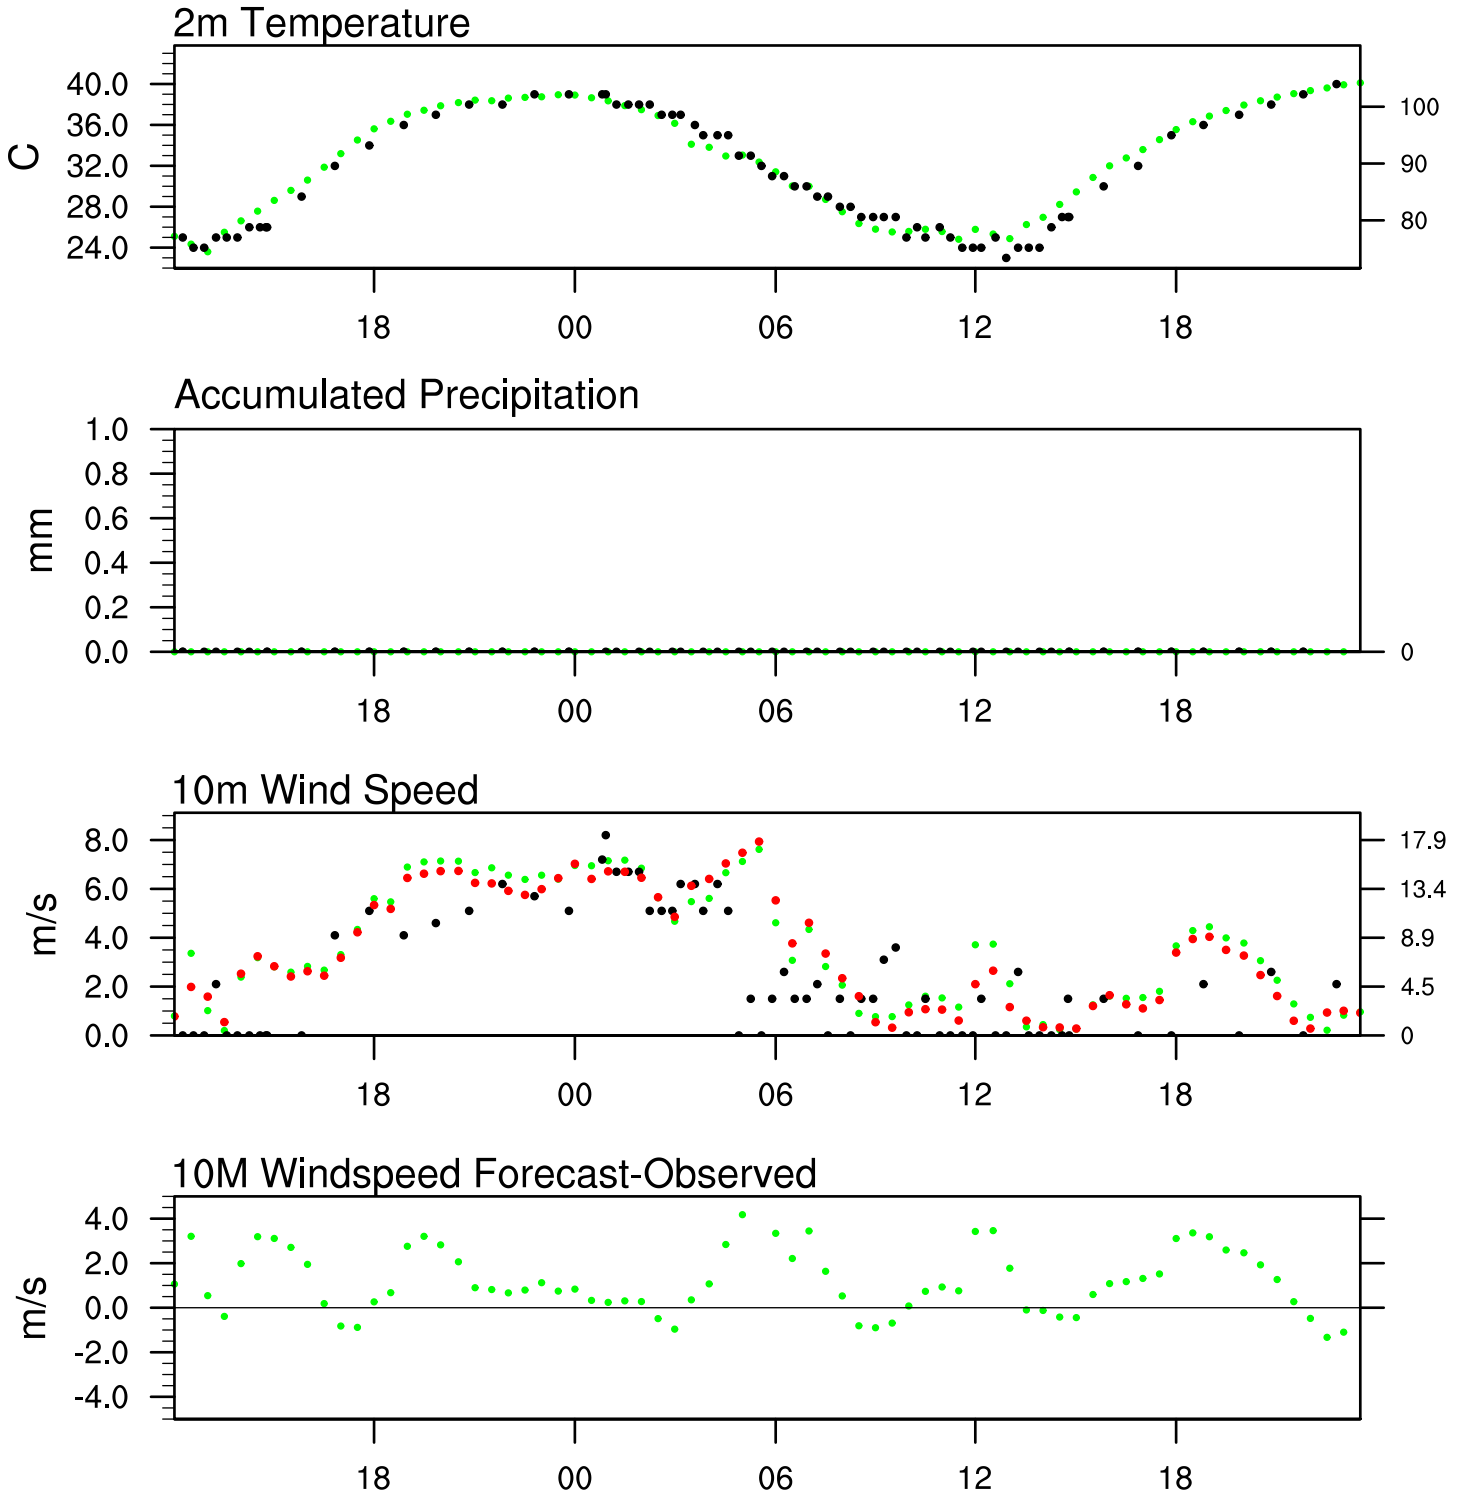 2m Temperature
40.0
36.0
32.0
28.0
24.0
C
100
90
80
18 00 06 12 18
Accumulated Precipitation
1.0
0.8
0.6
0.4
0.2
0.0
mm
0
18 00 06 12 18
10m Wind Speed
8.0
6.0
4.0
2.0
0.0
m/s
17.9
13.4
8.9
4.5
0
18 00 06 12 18
10M Windspeed Forecast-Observed
4.0
2.0
0.0
-2.0
-4.0
m/s
18 00 06 12 18